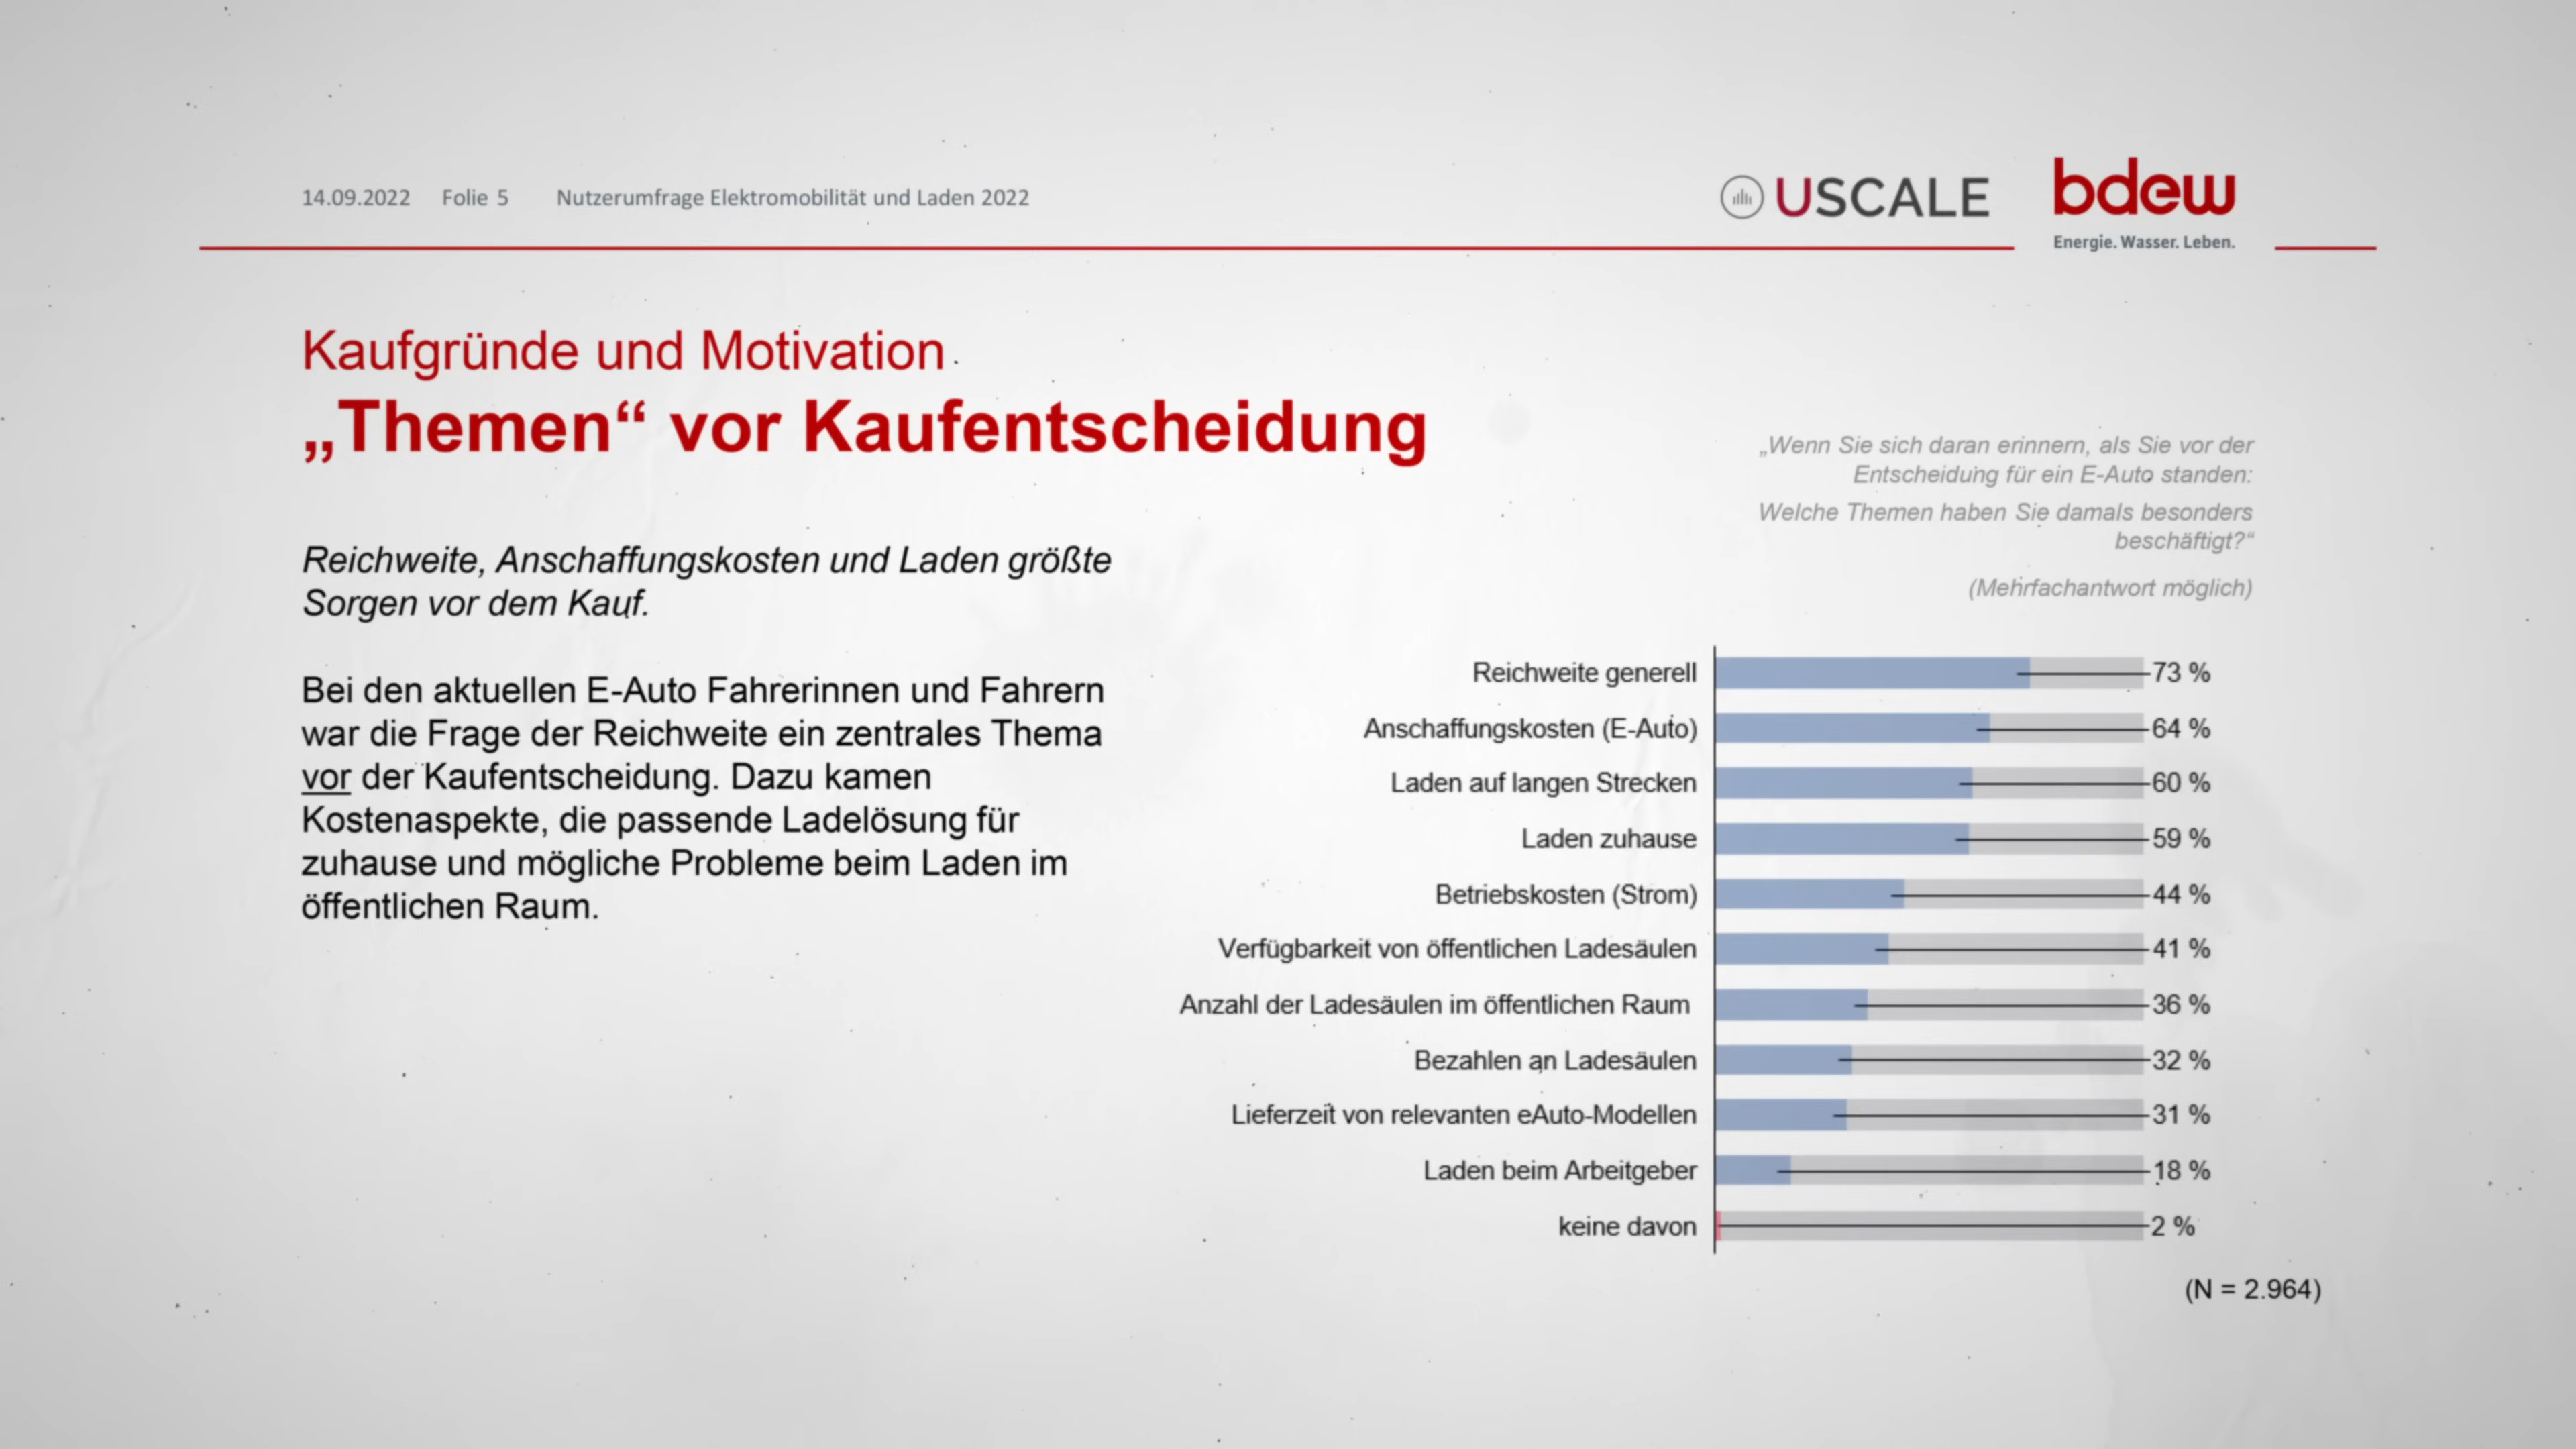 14.09.2022 Folie 5 Nutzerumfrage Elektromobilität und Laden 2022
USCALE
bdew
Energie. Wasser. Leben.
Kaufgründe und Motivation
„Themen“ vor Kaufentscheidung
Reichweite, Anschaffungskosten und Laden größte
Sorgen vor dem Kauf.
Bei den aktuellen E-Auto Fahrerinnen und Fahrern
war die Frage der Reichweite ein zentrales Thema
vor der Kaufentscheidung. Dazu kamen
Kostenaspekte, die passende Ladelösung für
zuhause und mögliche Probleme beim Laden im
öffentlichen Raum.
„Wenn Sie sich daran erinnern, als Sie vor der
Entscheidung für ein E-Auto standen:
Welche Themen haben Sie damals besonders
beschäftigt?“
(Mehrfachantwort möglich)
Reichweite generell 73 %
Anschaffungskosten (E-Auto) 64 %
Laden auf langen Strecken 60 %
Laden zuhause 59 %
Betriebskosten (Strom) 44 %
Verfügbarkeit von öffentlichen Ladesäulen 41 %
Anzahl der Ladesäulen im öffentlichen Raum 36 %
Bezahlen an Ladesäulen 32 %
Lieferzeit von relevanten eAuto-Modellen 31 %
Laden beim Arbeitgeber 18 %
keine davon 2 %
(N = 2.964)